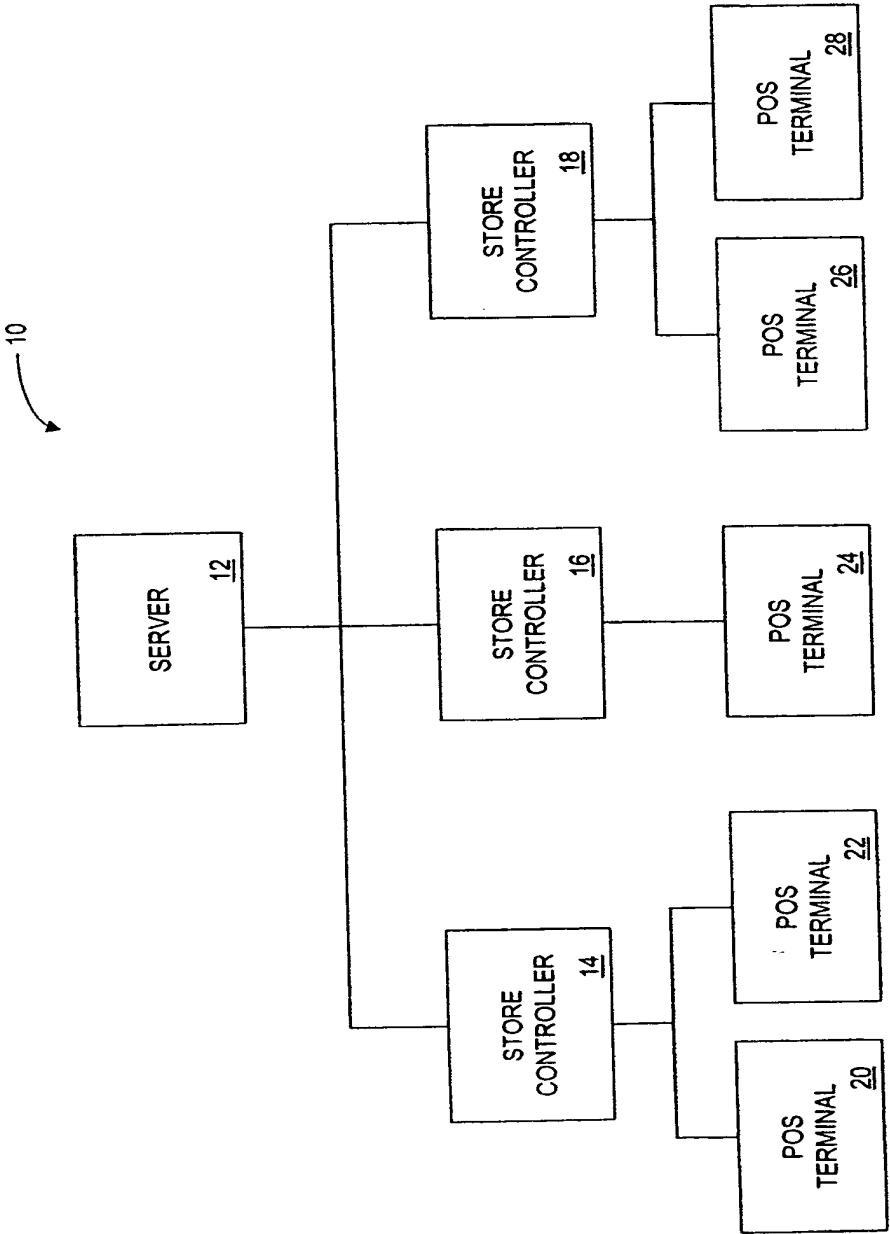 10
SERVER
12
STORE
CONTROLLER
14
STORE
CONTROLLER
16
STORE
CONTROLLER
18
POS
TERMINAL
20
POS
TERMINAL
22
POS
TERMINAL
24
POS
TERMINAL
26
POS
TERMINAL
28